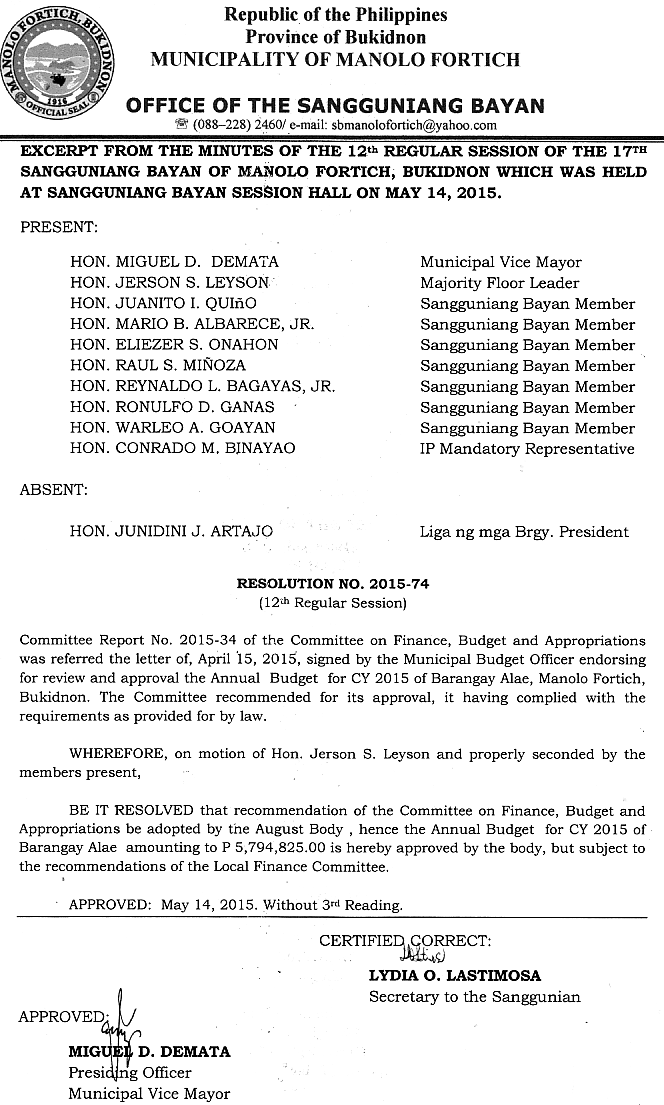 MANOLO FORTICH, BUKIDNON
1916
OFFICIAL SEAL
Republic of the Philippines
Province of Bukidnon
MUNICIPALITY OF MANOLO FORTICH
OFFICE OF THE SANGGUNIANG BAYAN
☏ (088–228) 2460/ e-mail: sbmanolofortich@yahoo.com
EXCERPT FROM THE MINUTES OF THE 12th REGULAR SESSION OF THE 17TH
SANGGUNIANG BAYAN OF MANOLO FORTICH, BUKIDNON WHICH WAS HELD
AT SANGGUNIANG BAYAN SESSION HALL ON MAY 14, 2015.
PRESENT:
HON. MIGUEL D. DEMATA Municipal Vice Mayor
HON. JERSON S. LEYSON Majority Floor Leader
HON. JUANITO I. QUIñO Sangguniang Bayan Member
HON. MARIO B. ALBARECE, JR. Sangguniang Bayan Member
HON. ELIEZER S. ONAHON Sangguniang Bayan Member
HON. RAUL S. MIÑOZA Sangguniang Bayan Member
HON. REYNALDO L. BAGAYAS, JR. Sangguniang Bayan Member
HON. RONULFO D. GANAS Sangguniang Bayan Member
HON. WARLEO A. GOAYAN Sangguniang Bayan Member
HON. CONRADO M. BINAYAO IP Mandatory Representative
ABSENT:
HON. JUNIDINI J. ARTAJO Liga ng mga Brgy. President
RESOLUTION NO. 2015-74
(12th Regular Session)
Committee Report No. 2015-34 of the Committee on Finance, Budget and Appropriations
was referred the letter of, April 15, 2015, signed by the Municipal Budget Officer endorsing
for review and approval the Annual Budget for CY 2015 of Barangay Alae, Manolo Fortich,
Bukidnon. The Committee recommended for its approval, it having complied with the
requirements as provided for by law.
WHEREFORE, on motion of Hon. Jerson S. Leyson and properly seconded by the
members present,
BE IT RESOLVED that recommendation of the Committee on Finance, Budget and
Appropriations be adopted by the August Body , hence the Annual Budget for CY 2015 of
Barangay Alae amounting to P 5,794,825.00 is hereby approved by the body, but subject to
the recommendations of the Local Finance Committee.
APPROVED: May 14, 2015. Without 3rd Reading.
CERTIFIED CORRECT:
LYDIA O. LASTIMOSA
Secretary to the Sanggunian
APPROVED:
MIGUEL D. DEMATA
Presiding Officer
Municipal Vice Mayor